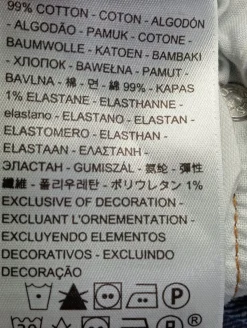 99% COTTON - COTON - ALGODÓN
- ALGODÃO - PAMUK - COTONE -
BAUMWOLLE - KATOEN - BAMBAKI
- ХЛОПОК - BAWEŁNA - PAMUT -
BAVLNA - 棉 - 면 - 綿 99% - KAPAS
1% ELASTANE - ELASTHANNE -
elastano - ELASTANO - ELASTAN -
ELASTOMERO - ELASTHAN -
ELASTAAN - ΕΛΑΣΤΑΝΗ -
ЭЛАСТАН - GUMISZÁL - 氨纶 - 彈性
纖維 - 폴리우레탄 - ポリウレタン 1%
EXCLUSIVE OF DECORATION -
EXCLUANT L'ORNEMENTATION -
EXCLUYENDO ELEMENTOS
DECORATIVOS - EXCLUINDO
DECORAÇÃO
P